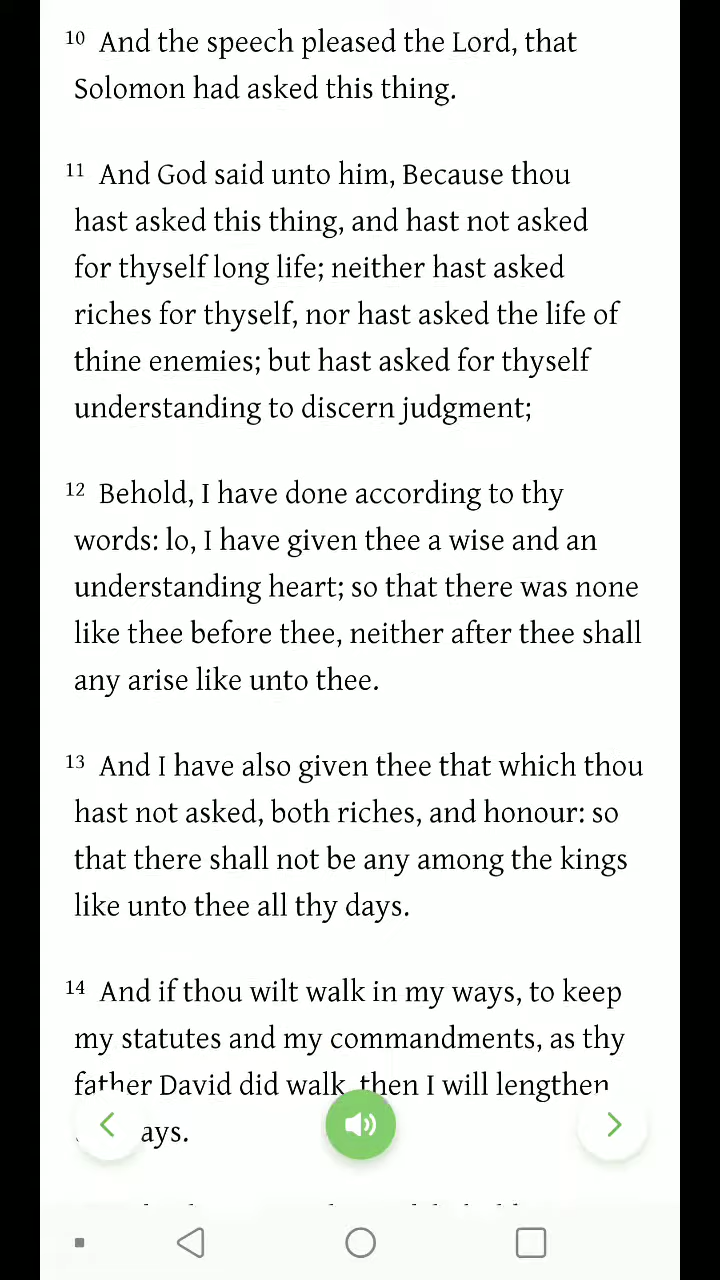 10 And the speech pleased the Lord, that
Solomon had asked this thing.
11 And God said unto him, Because thou
hast asked this thing, and hast not asked
for thyself long life; neither hast asked
riches for thyself, nor hast asked the life of
thine enemies; but hast asked for thyself
understanding to discern judgment;
12 Behold, I have done according to thy
words: lo, I have given thee a wise and an
understanding heart; so that there was none
like thee before thee, neither after thee shall
any arise like unto thee.
13 And I have also given thee that which thou
hast not asked, both riches, and honour: so
that there shall not be any among the kings
like unto thee all thy days.
14 And if thou wilt walk in my ways, to keep
my statutes and my commandments, as thy
father David did walk, then I will lengthen
ays.